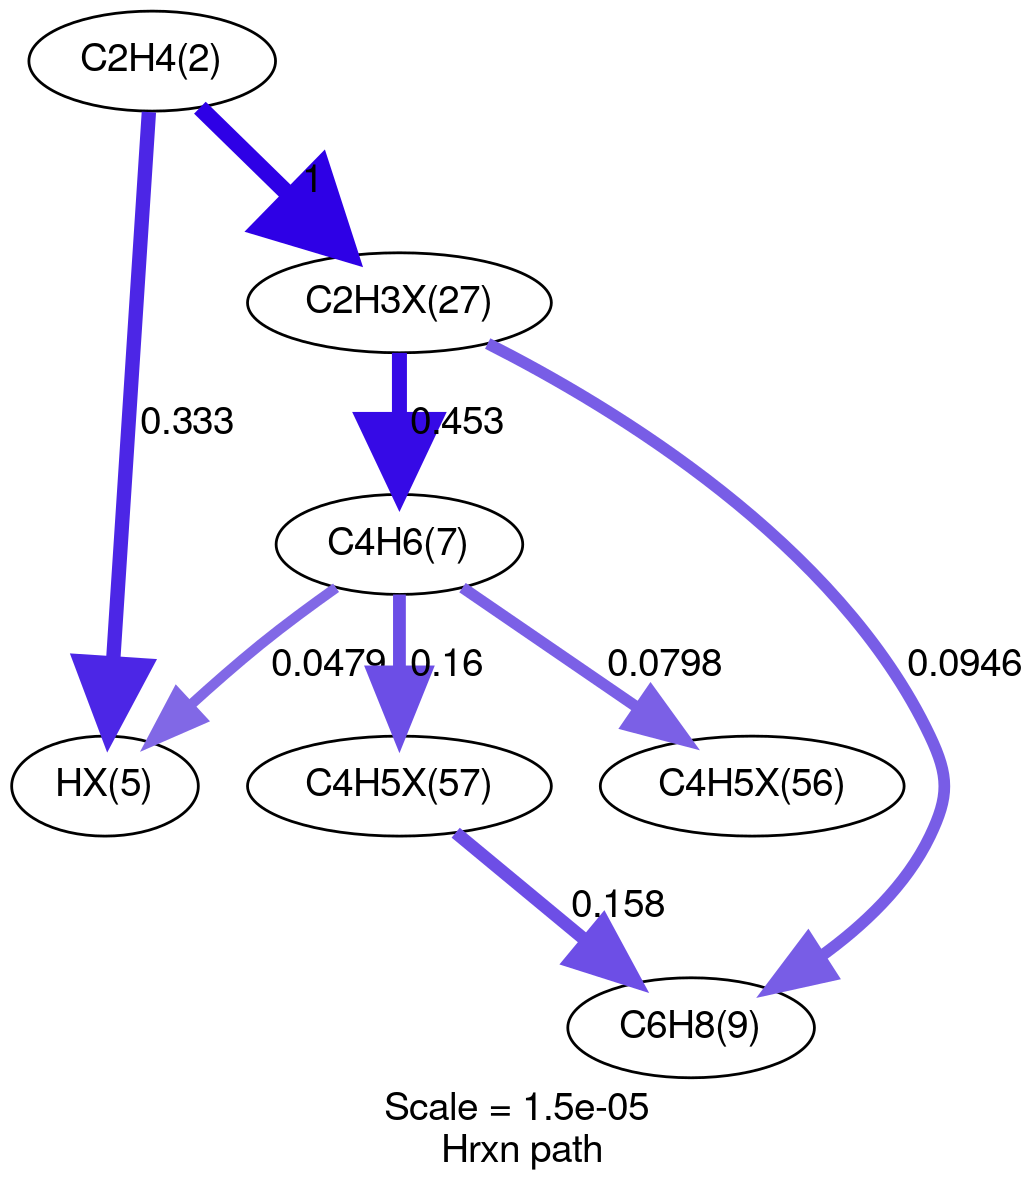 C2H4(2)
1
C2H3X(27)
0.333
0.453
C4H6(7)
0.0479
0.16
0.0798
0.0946
HX(5)
C4H5X(57)
C4H5X(56)
0.158
C6H8(9)
Scale = 1.5e-05
Hrxn path